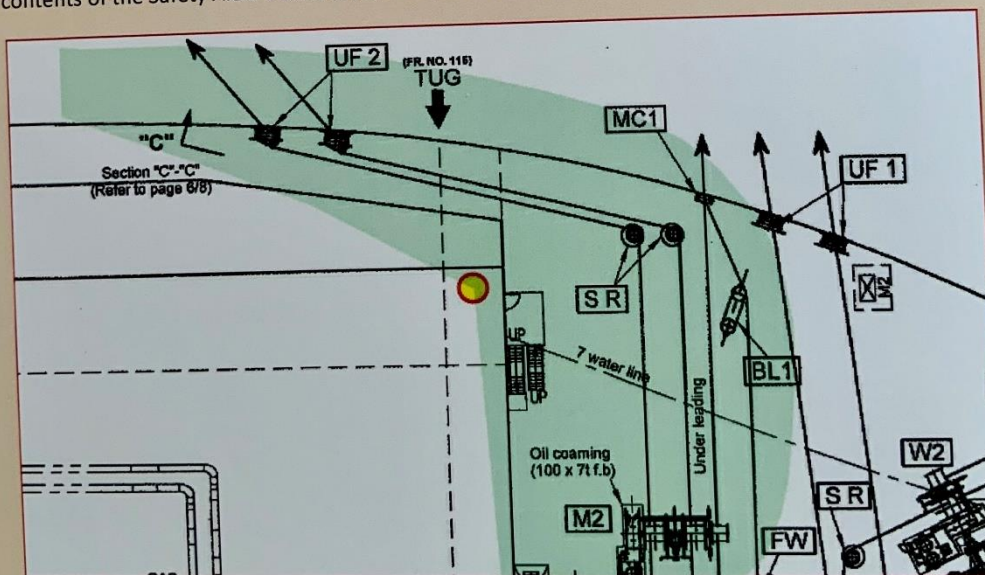 UF 2
(FR. NO. 115)
TUG
MC1
"C"
UF 1
Section "C"-"C"
(Refer to page 6/8)
M2
S R
UP
7 water line
BL1
UP
Under leading
Oil coaming
(100 x 7t f.b)
W2
S R
M2
FW